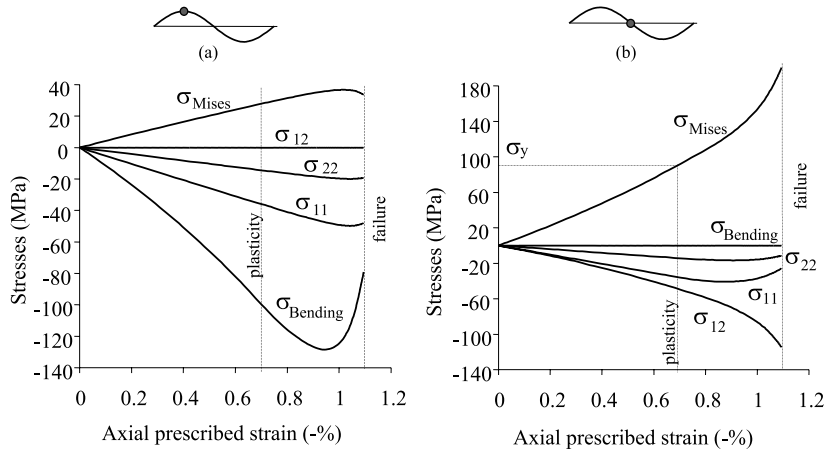 (a)
40
20
0
-20
-40
-60
-80
-100
-120
-140
0
0.2
0.4
0.6
0.8
1
1.2
Stresses (MPa)
Axial prescribed strain (-%)
σMises
σ12
σ22
σ11
σBending
plasticity
failure
(b)
180
140
100
60
20
-20
-60
-100
-140
0
0.2
0.4
0.6
0.8
1
1.2
Stresses (MPa)
Axial prescribed strain (-%)
σy
σMises
σBending
σ22
σ11
σ12
plasticity
failure